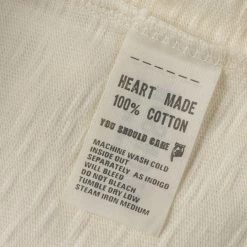 HEART MADE
100% COTTON
YOU SHOULD CARE
MACHINE WASH COLD
INSIDE OUT
SEPARATELY AS INDIGO
WILL BLEED
DO NOT BLEACH
TUMBLE DRY LOW
STEAM IRON MEDIUM